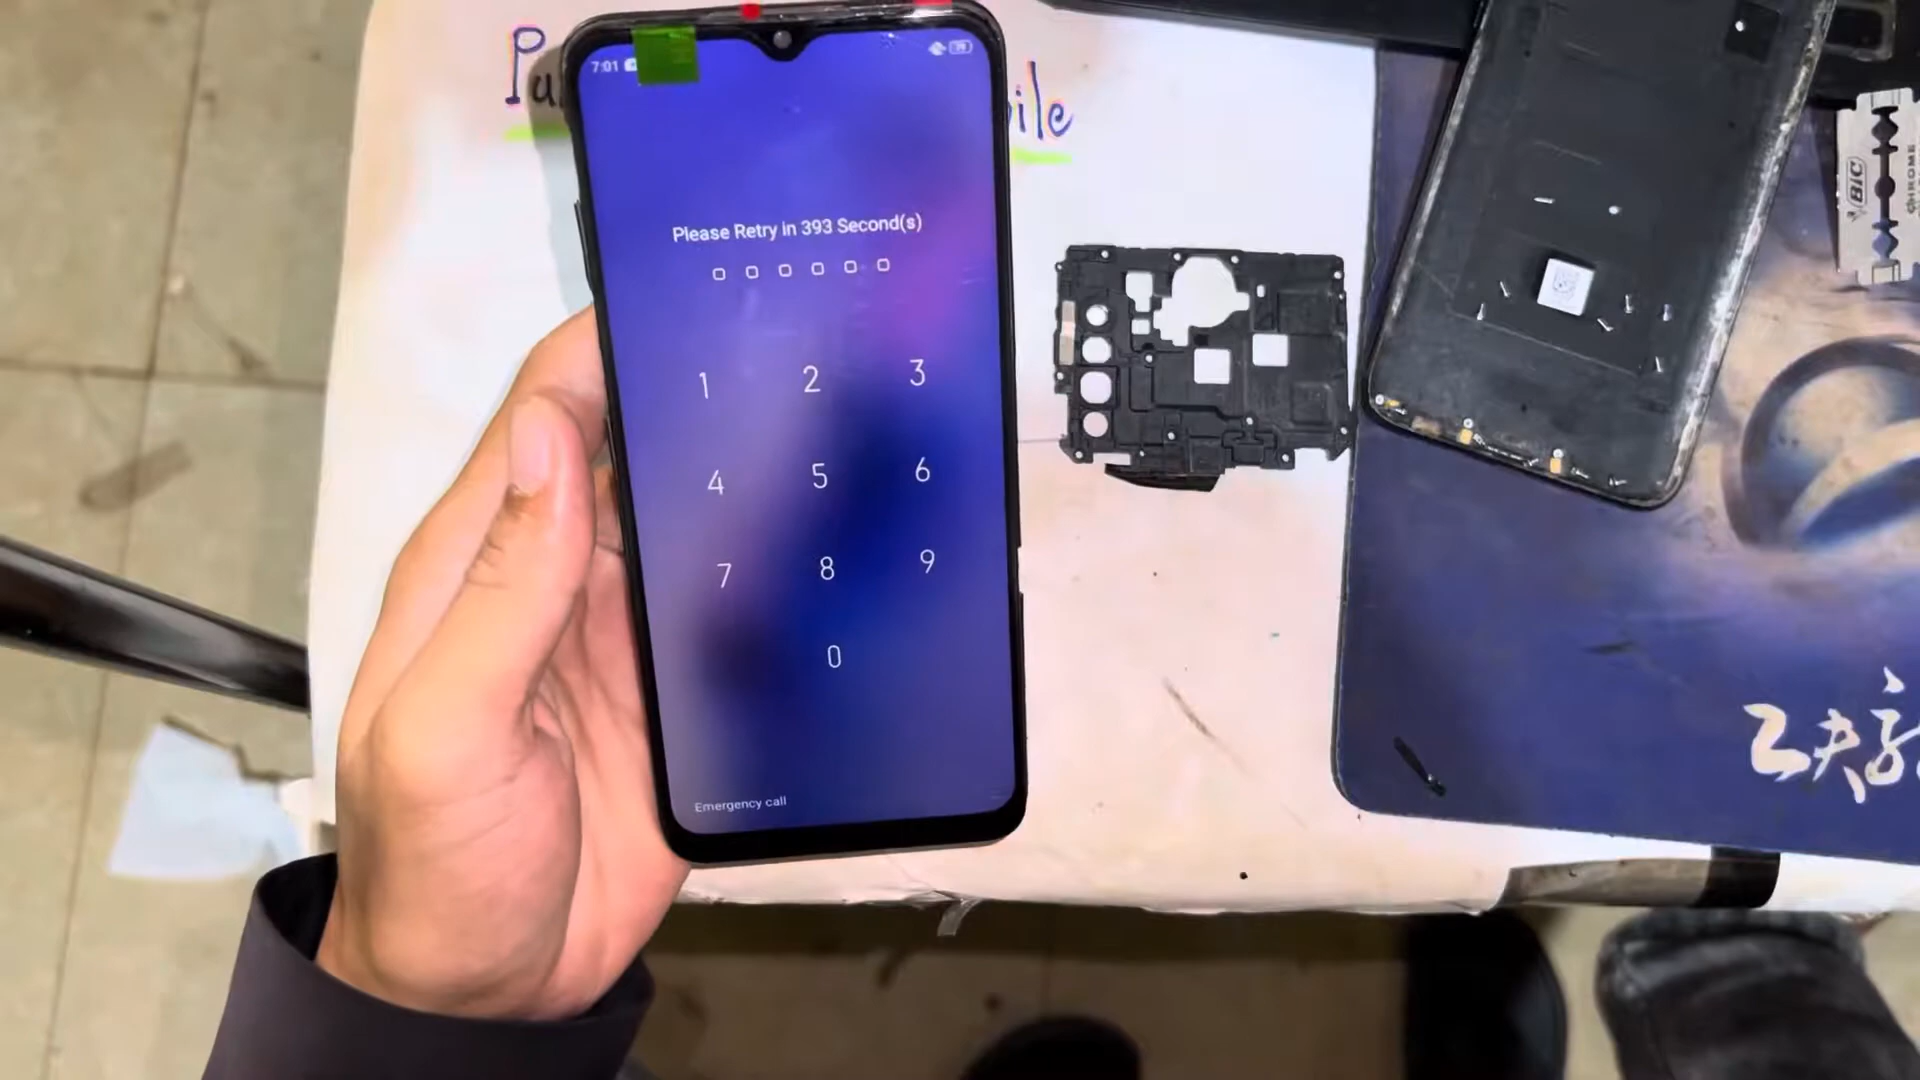 7:01
Please Retry in 393 Second(s)
1 2 3
4 5 6
7 8 9
0
Emergency call
BIC
CHROME